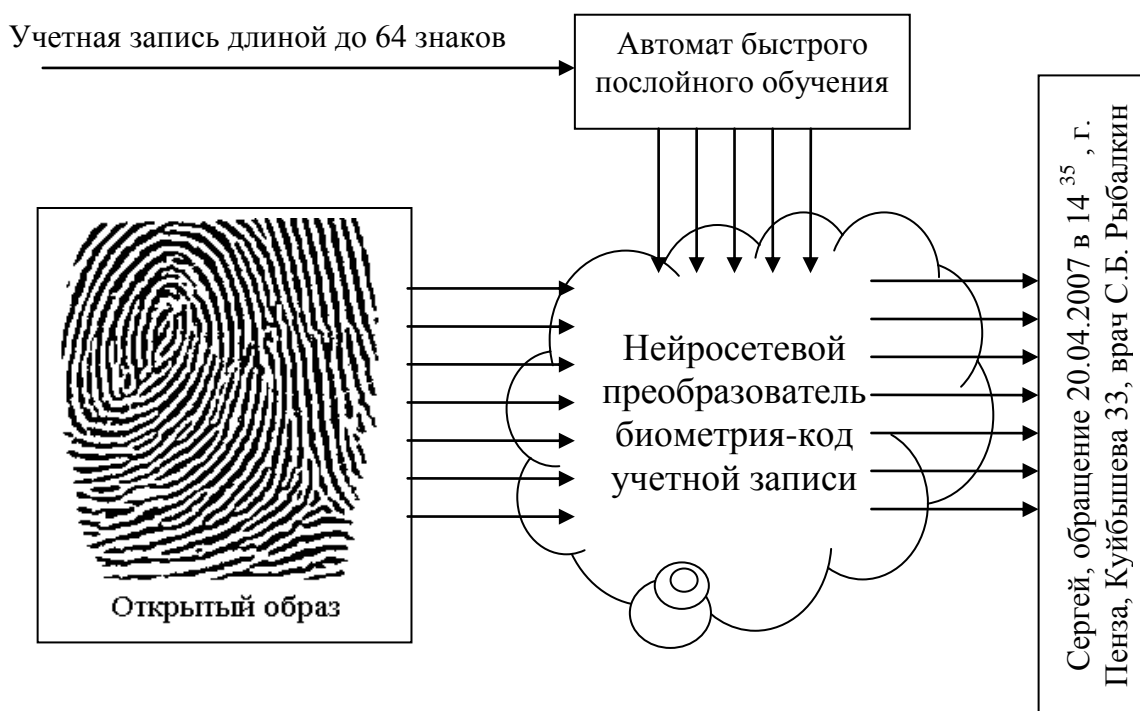 Учетная запись длиной до 64 знаков
Автомат быстрого
послойного обучения
Открытый образ
Нейросетевой
преобразователь
биометрия-код
учетной записи
Сергей, обращение 20.04.2007 в 14 35 , г.
Пенза, Куйбышева 33, врач С.Б. Рыбалкин